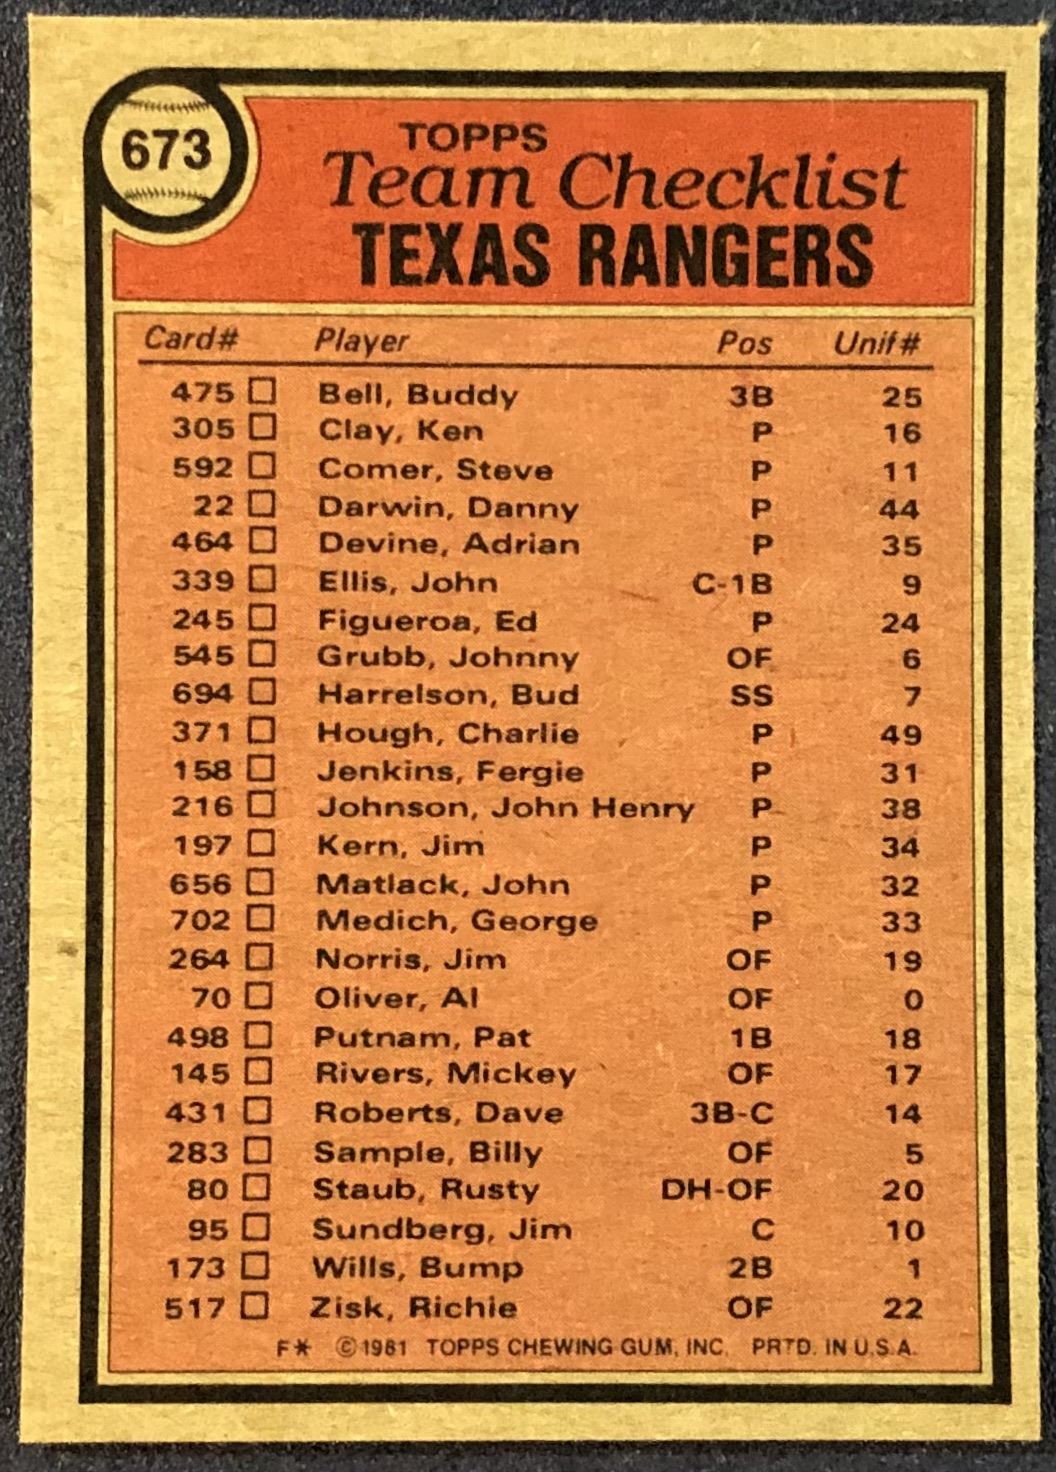 673
TOPPS
Team Checklist
TEXAS RANGERS
Card# Player Pos Unif#
475 Bell, Buddy 3B 25
305 Clay, Ken P 16
592 Comer, Steve P 11
22 Darwin, Danny P 44
464 Devine, Adrian P 35
339 Ellis, John C-1B 9
245 Figueroa, Ed P 24
545 Grubb, Johnny OF 6
694 Harrelson, Bud SS 7
371 Hough, Charlie P 49
158 Jenkins, Fergie P 31
216 Johnson, John Henry P 38
197 Kern, Jim P 34
656 Matlack, John P 32
702 Medich, George P 33
264 Norris, Jim OF 19
70 Oliver, Al OF 0
498 Putnam, Pat 1B 18
145 Rivers, Mickey OF 17
431 Roberts, Dave 3B-C 14
283 Sample, Billy OF 5
80 Staub, Rusty DH-OF 20
95 Sundberg, Jim C 10
173 Wills, Bump 2B 1
517 Zisk, Richie OF 22
F* ©1981 TOPPS CHEWING GUM, INC. PRTD. IN U.S.A.